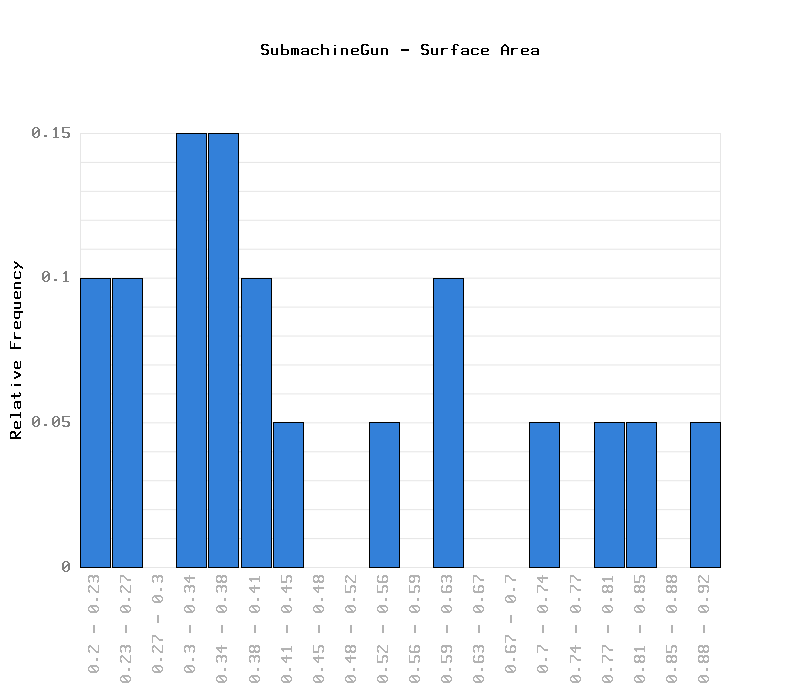 SubmachineGun - Surface Area
Relative Frequency
0.15
0.1
0.05
0
0.2 - 0.23
0.23 - 0.27
0.27 - 0.3
0.3 - 0.34
0.34 - 0.38
0.38 - 0.41
0.41 - 0.45
0.45 - 0.48
0.48 - 0.52
0.52 - 0.56
0.56 - 0.59
0.59 - 0.63
0.63 - 0.67
0.67 - 0.7
0.7 - 0.74
0.74 - 0.77
0.77 - 0.81
0.81 - 0.85
0.85 - 0.88
0.88 - 0.92